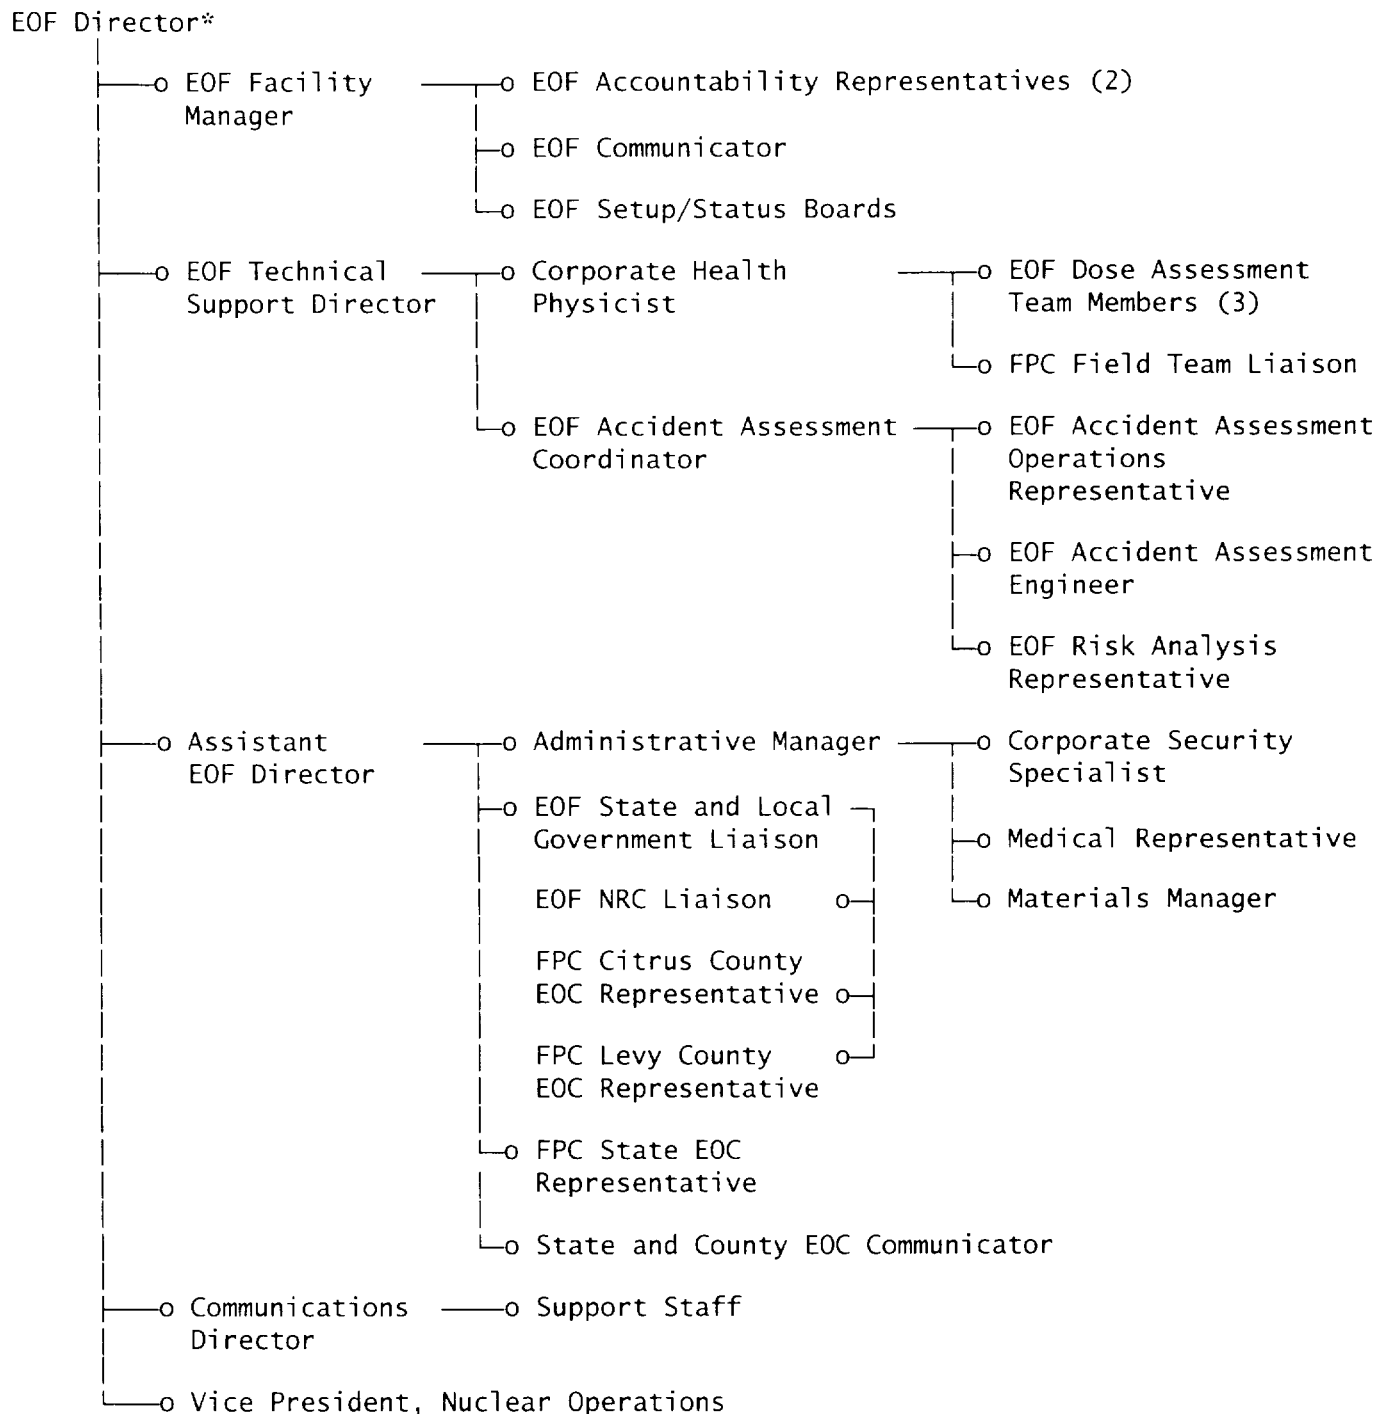 EOF Director*
EOF Facility
Manager
EOF Accountability Representatives (2)
EOF Communicator
EOF Setup/Status Boards
EOF Technical
Support Director
Corporate Health
Physicist
EOF Dose Assessment
Team Members (3)
FPC Field Team Liaison
EOF Accident Assessment
Coordinator
EOF Accident Assessment
Operations
Representative
EOF Accident Assessment
Engineer
EOF Risk Analysis
Representative
Assistant
EOF Director
Administrative Manager
Corporate Security
Specialist
Medical Representative
Materials Manager
EOF State and Local
Government Liaison
EOF NRC Liaison
FPC Citrus County
EOC Representative
FPC Levy County
EOC Representative
FPC State EOC
Representative
State and County EOC Communicator
Communications
Director
Support Staff
Vice President, Nuclear Operations